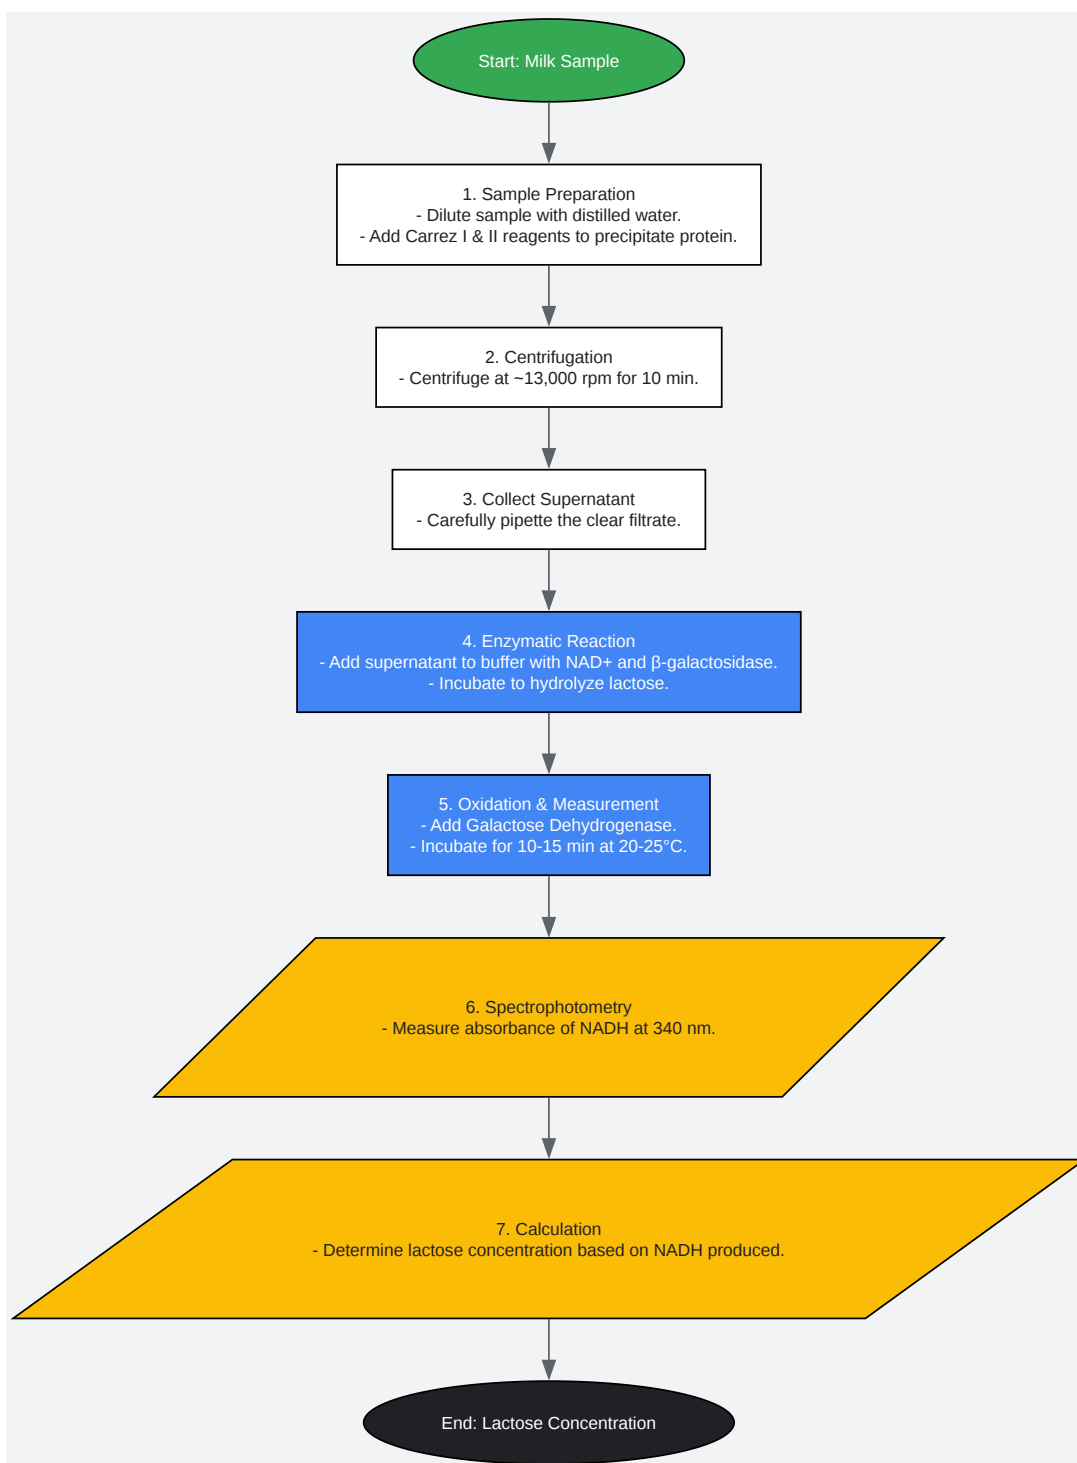 Start: Milk Sample
1. Sample Preparation
- Dilute sample with distilled water.
- Add Carrez I & II reagents to precipitate protein.
2. Centrifugation
- Centrifuge at ~13,000 rpm for 10 min.
3. Collect Supernatant
- Carefully pipette the clear filtrate.
4. Enzymatic Reaction
- Add supernatant to buffer with NAD+ and β-galactosidase.
- Incubate to hydrolyze lactose.
5. Oxidation & Measurement
- Add Galactose Dehydrogenase.
- Incubate for 10-15 min at 20-25°C.
6. Spectrophotometry
- Measure absorbance of NADH at 340 nm.
7. Calculation
- Determine lactose concentration based on NADH produced.
End: Lactose Concentration